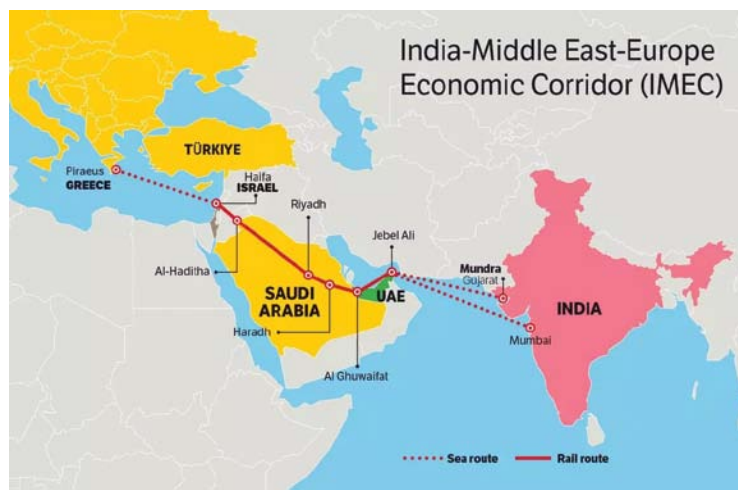 India-Middle East-Europe
Economic Corridor (IMEC)
TÜRKIYE
Piraeus
GREECE
Haifa
ISRAEL
Riyadh
Jebel Ali
Al-Haditha
Mundra
Gujarat
SAUDI
ARABIA
UAE
INDIA
Haradh
Mumbai
Al Ghuwaifat
Sea route
Rail route